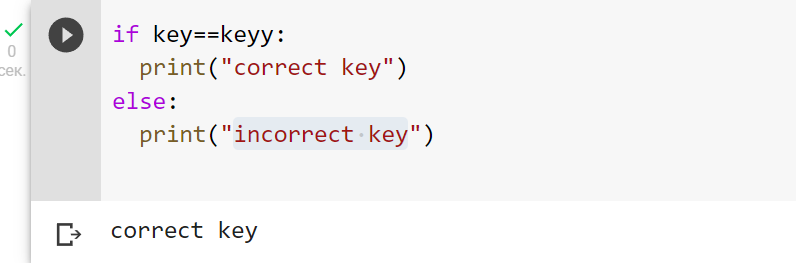 if key==keyy:
  print("correct key")
0
сек.
else:
  print("incorrect key")
correct key